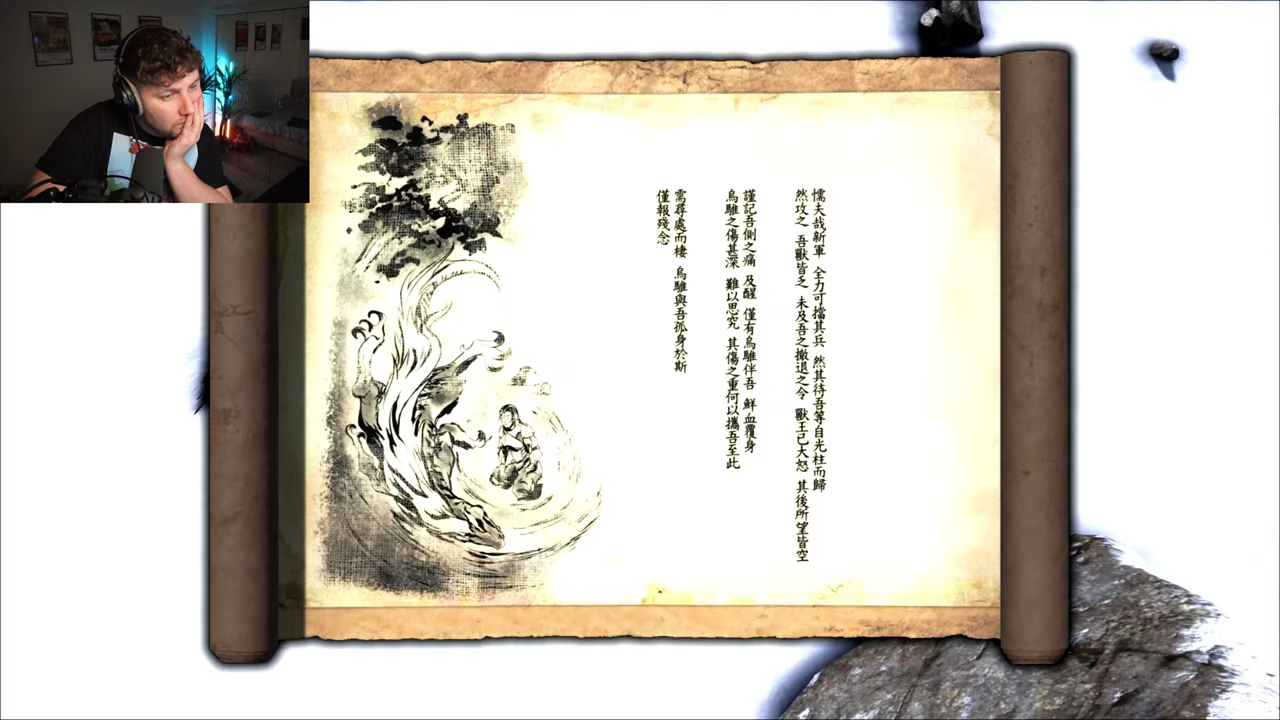 懦夫哉新軍 全力可擋其兵 然其待吾等自光柱而歸
然攻之 吾獸皆乏 未及吾之撤退之令 獸王已大怒 其後所望皆空
謹記吾側之痛 及醒 僅有烏騅伴吾 鮮血覆身
烏騅之傷甚深 難以思究 其傷之重何以攜吾至此
需尋處而棲 烏騅與吾孤身於斯
僅報殘念